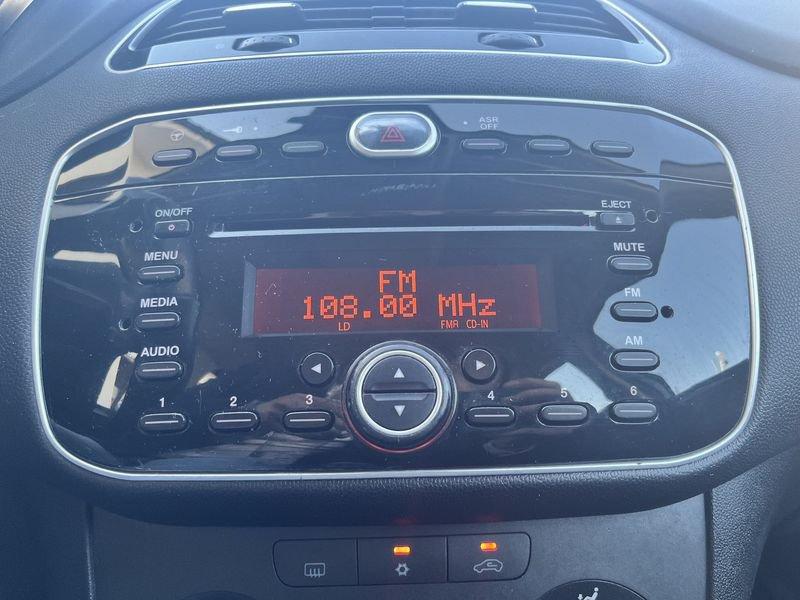 ASR
OFF
ON/OFF
EJECT
MENU
MUTE
FM
MEDIA
108.00 MHz
FM
LD
FMA CD-IN
AUDIO
AM
1
2
3
4
5
6